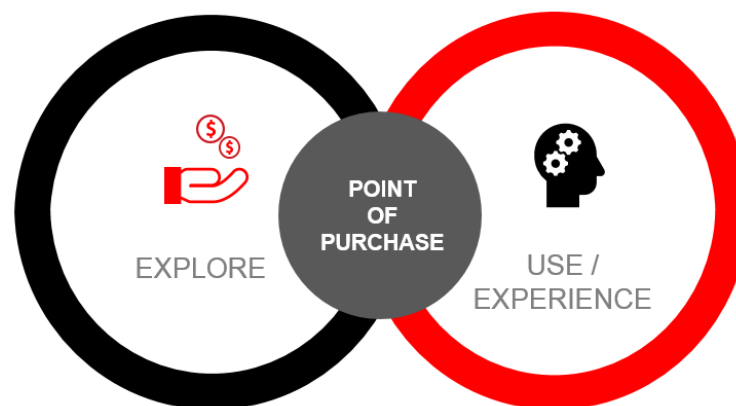 $
$
EXPLORE
POINT
OF
PURCHASE
USE /
EXPERIENCE